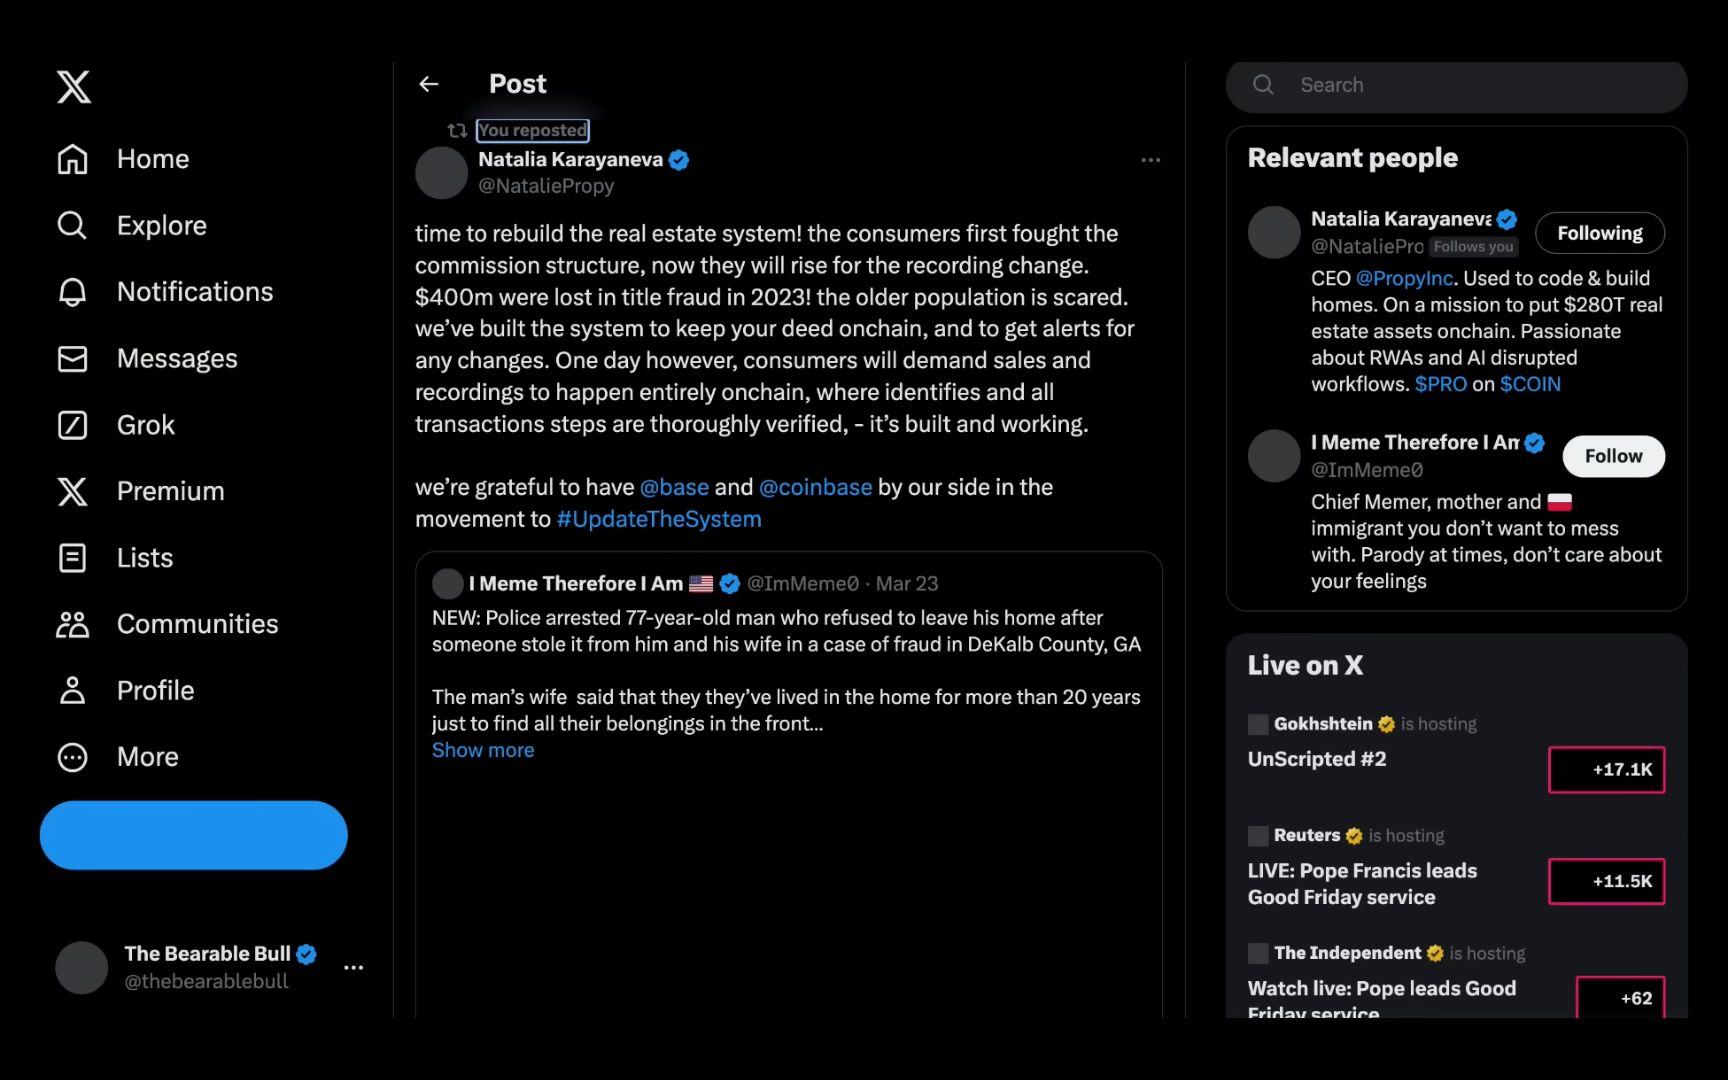 Home
Explore
Notifications
Messages
Grok
Premium
Lists
Communities
Profile
More
The Bearable Bull
@thebearablebull
Post
You reposted
Natalia Karayaneva
@NataliePropy
time to rebuild the real estate system! the consumers first fought the
commission structure, now they will rise for the recording change.
$400m were lost in title fraud in 2023! the older population is scared.
we’ve built the system to keep your deed onchain, and to get alerts for
any changes. One day however, consumers will demand sales and
recordings to happen entirely onchain, where identifies and all
transactions steps are thoroughly verified, - it’s built and working.
we’re grateful to have @base and @coinbase by our side in the
movement to #UpdateTheSystem
I Meme Therefore I Am 🇺🇸 @ImMeme0 · Mar 23
NEW: Police arrested 77-year-old man who refused to leave his home after
someone stole it from him and his wife in a case of fraud in DeKalb County, GA
The man’s wife said that they they’ve lived in the home for more than 20 years
just to find all their belongings in the front...
Show more
Search
Relevant people
Natalia Karayaneva
@NataliePro Follows you
Following
CEO @PropyInc. Used to code & build
homes. On a mission to put $280T real
estate assets onchain. Passionate
about RWAs and AI disrupted
workflows. $PRO on $COIN
I Meme Therefore I Am
@ImMeme0
Follow
Chief Memer, mother and 🇵🇱
immigrant you don’t want to mess
with. Parody at times, don’t care about
your feelings
Live on X
Gokhshtein is hosting
UnScripted #2
+17.1K
Reuters is hosting
LIVE: Pope Francis leads
Good Friday service
+11.5K
The Independent is hosting
Watch live: Pope leads Good
Friday service
+62